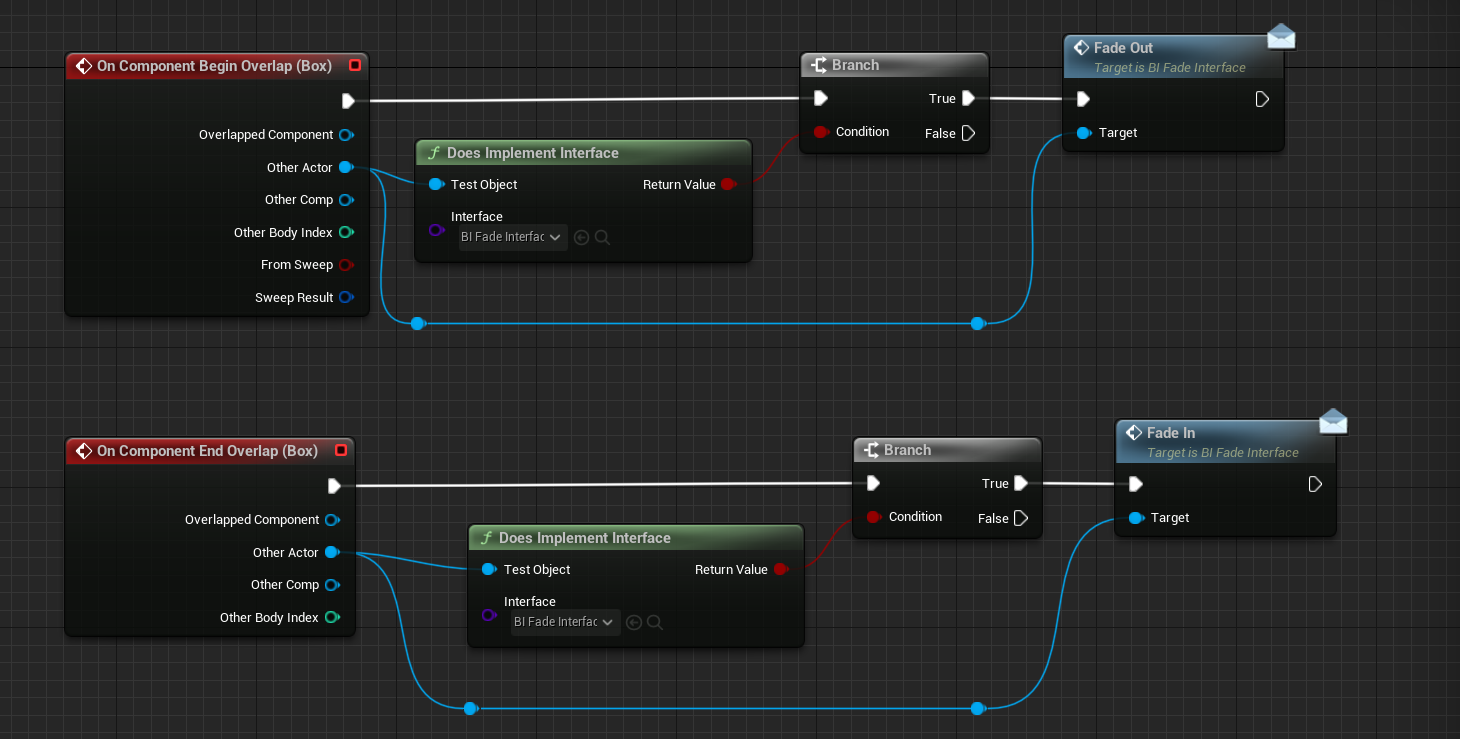 On Component Begin Overlap (Box)
Overlapped Component
Other Actor
Other Comp
Other Body Index
From Sweep
Sweep Result
Does Implement Interface
Test Object
Return Value
Interface
BI Fade Interfac
Branch
True
Condition
False
Fade Out
Target is BI Fade Interface
Target
On Component End Overlap (Box)
Overlapped Component
Other Actor
Other Comp
Other Body Index
Does Implement Interface
Test Object
Return Value
Interface
BI Fade Interfac
Branch
True
Condition
False
Fade In
Target is BI Fade Interface
Target